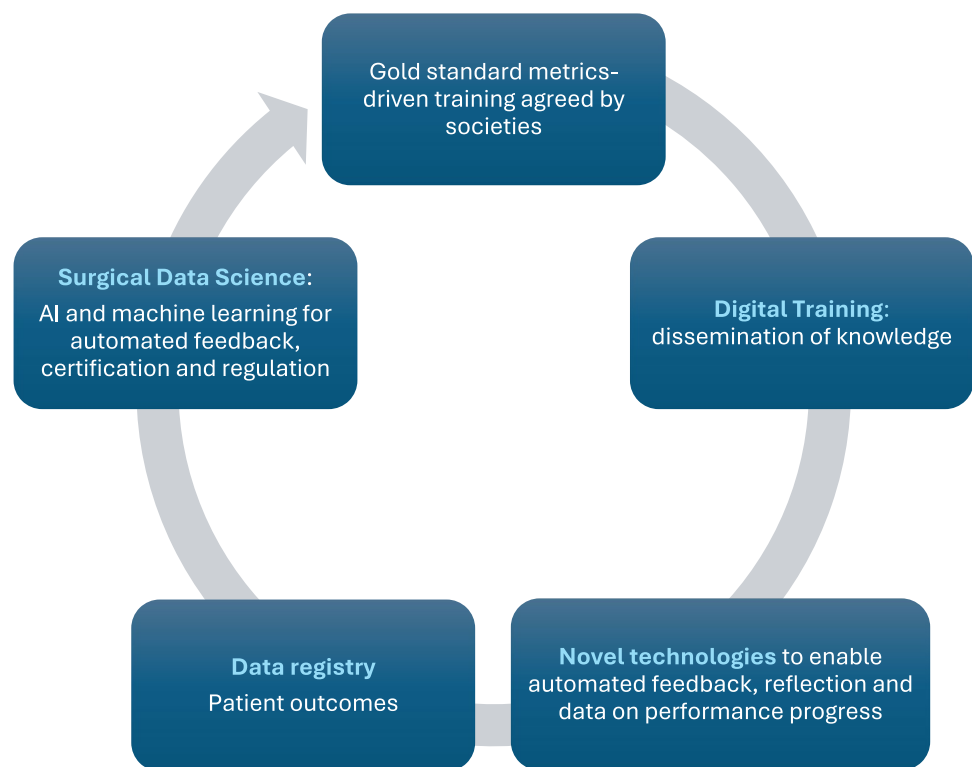 Gold standard metrics-
driven training agreed by
societies
Digital Training:
dissemination of knowledge
Novel technologies to enable
automated feedback, reflection and
data on performance progress
Data registry
Patient outcomes
Surgical Data Science:
AI and machine learning for
automated feedback,
certification and regulation